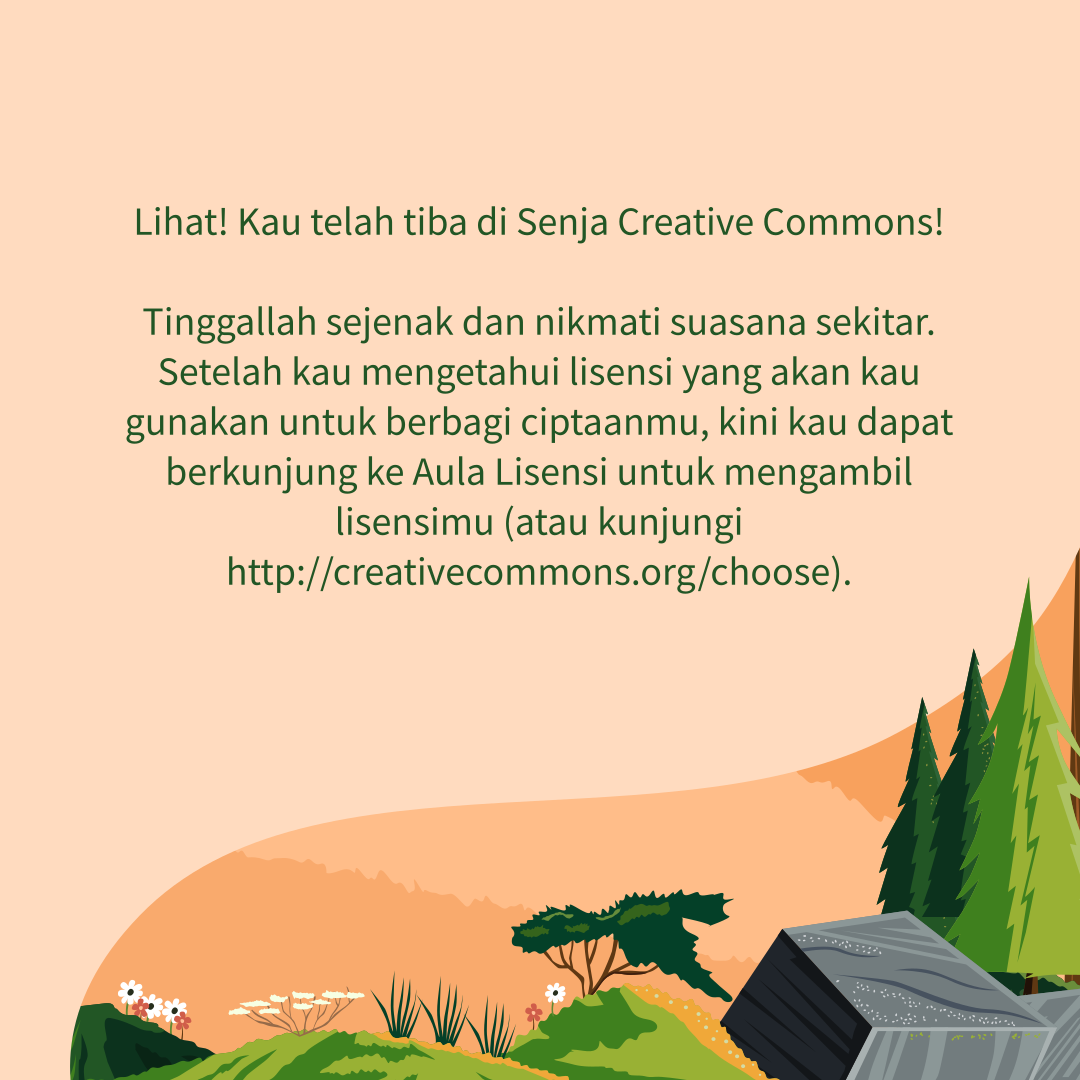 Lihat! Kau telah tiba di Senja Creative Commons!
Tinggallah sejenak dan nikmati suasana sekitar.
Setelah kau mengetahui lisensi yang akan kau
gunakan untuk berbagi ciptaanmu, kini kau dapat
berkunjung ke Aula Lisensi untuk mengambil
lisensimu (atau kunjungi
http://creativecommons.org/choose).